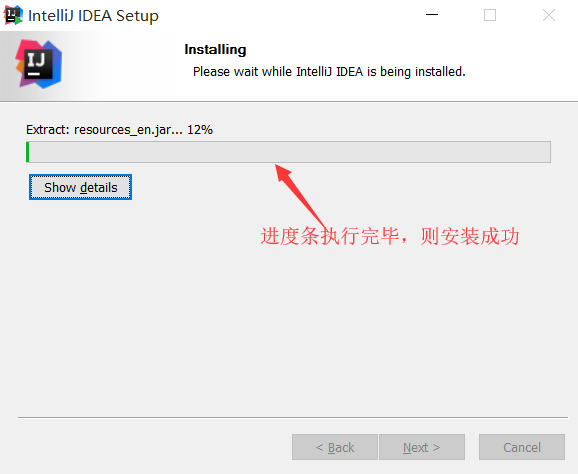 IntelliJ IDEA Setup
IJ
Installing
Please wait while IntelliJ IDEA is being installed.
Extract: resources_en.jar... 12%
Show details
进度条执行完毕，则安装成功
< Back
Next >
Cancel